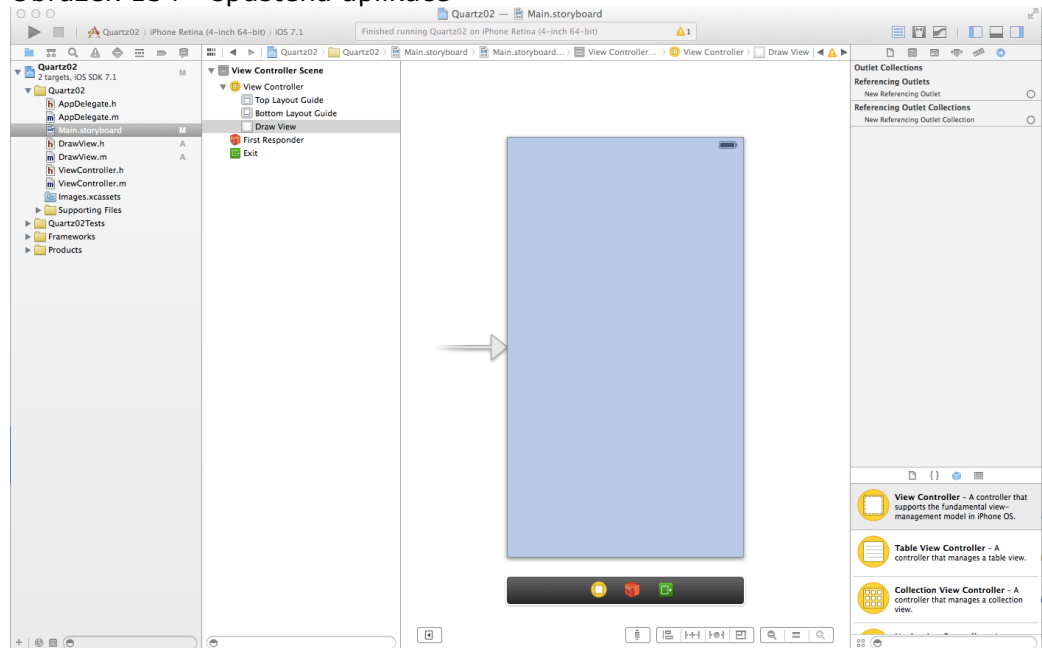 Quartz02 — Main.storyboard
Quartz02 › iPhone Retina (4-inch 64-bit) › iOS 7.1
Finished running Quartz02 on iPhone Retina (4-inch 64-bit)
1
Quartz02 › Quartz02 › Main.storyboard › Main.storyboard... › View Controller... › View Controller › Draw View
Quartz02
2 targets, iOS SDK 7.1
M
Quartz02
AppDelegate.h
AppDelegate.m
Main.storyboard
M
DrawView.h
A
DrawView.m
A
ViewController.h
ViewController.m
Images.xcassets
Supporting Files
Quartz02Tests
Frameworks
Products
View Controller Scene
View Controller
Top Layout Guide
Bottom Layout Guide
Draw View
First Responder
Exit
Outlet Collections
Referencing Outlets
New Referencing Outlet
Referencing Outlet Collections
New Referencing Outlet Collection
View Controller – A controller that
supports the fundamental view-
management model in iPhone OS.
Table View Controller – A
controller that manages a table view.
Collection View Controller – A
controller that manages a collection
view.